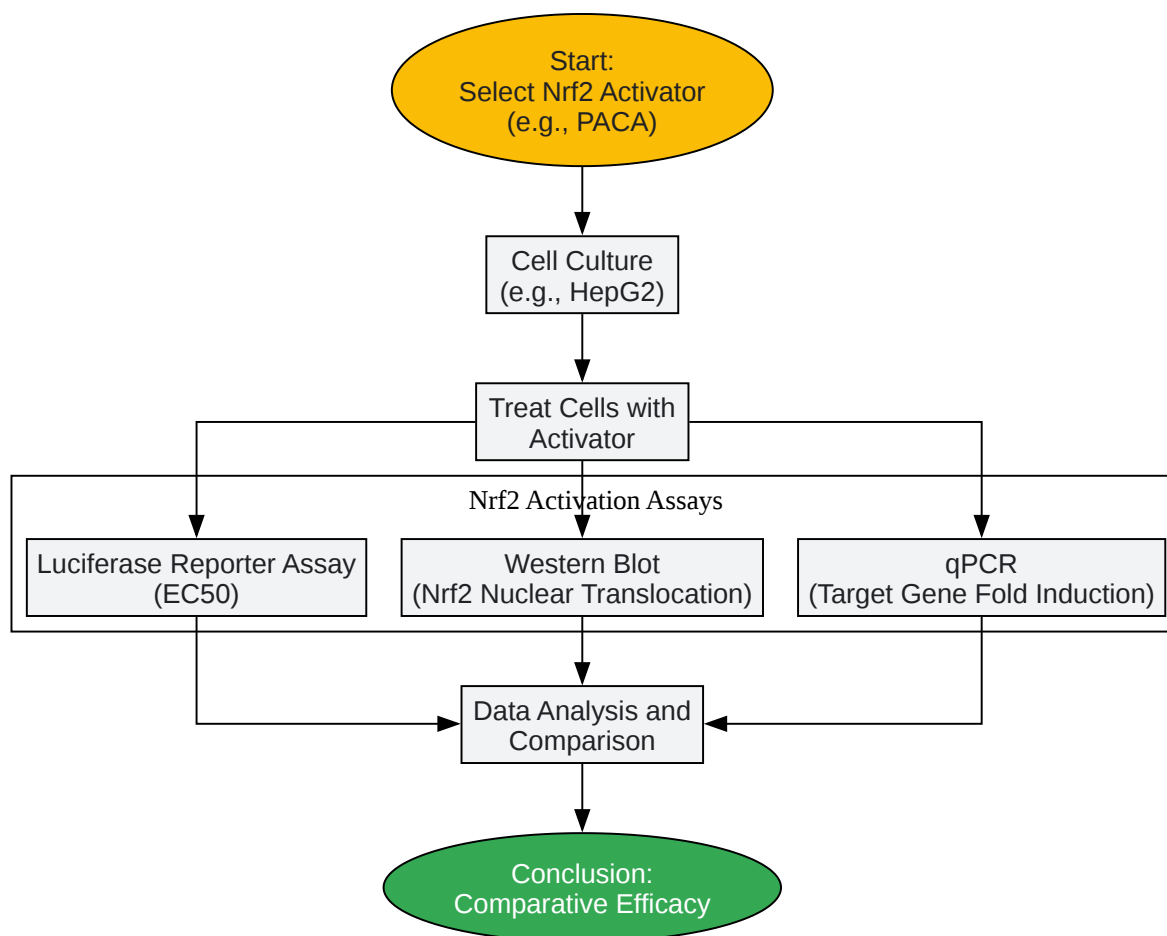 Start:
Select Nrf2 Activator
(e.g., PACA)
Cell Culture
(e.g., HepG2)
Treat Cells with
Activator
Nrf2 Activation Assays
Luciferase Reporter Assay
(EC50)
Western Blot
(Nrf2 Nuclear Translocation)
qPCR
(Target Gene Fold Induction)
Data Analysis and
Comparison
Conclusion:
Comparative Efficacy